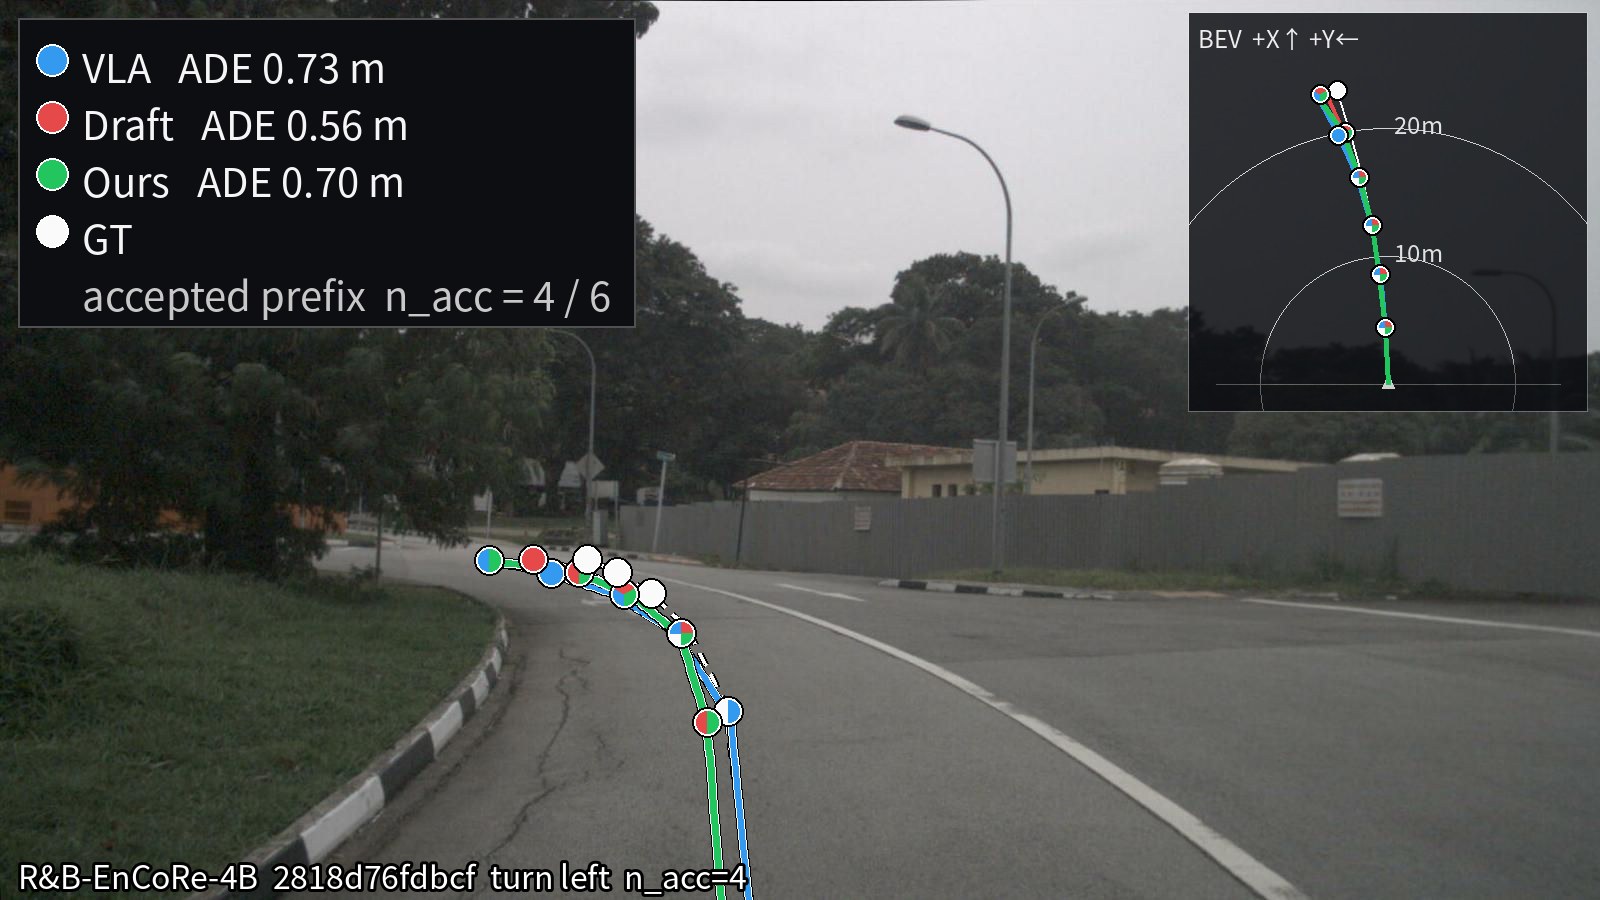 VLA ADE 0.73 m
Draft ADE 0.56 m
Ours ADE 0.70 m
GT
accepted prefix n_acc = 4 / 6
BEV +X↑ +Y←
20m
10m
R&B-EnCoRe-4B 2818d76fdbcf turn left n_acc=4